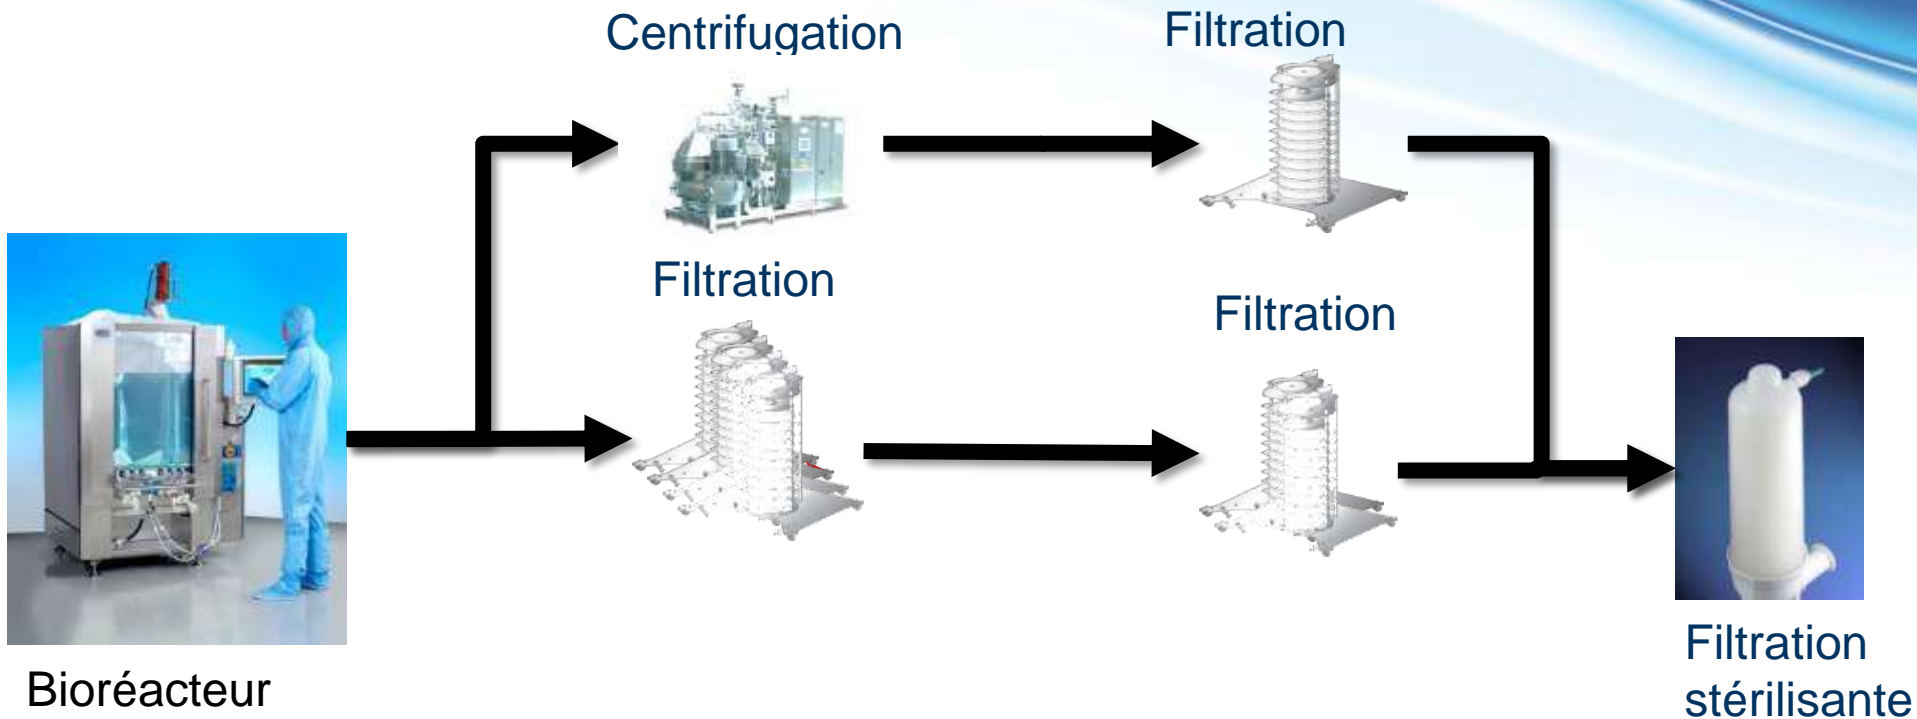 Centrifugation
Filtration
Filtration
Filtration
Bioréacteur
Filtration
stérilisante